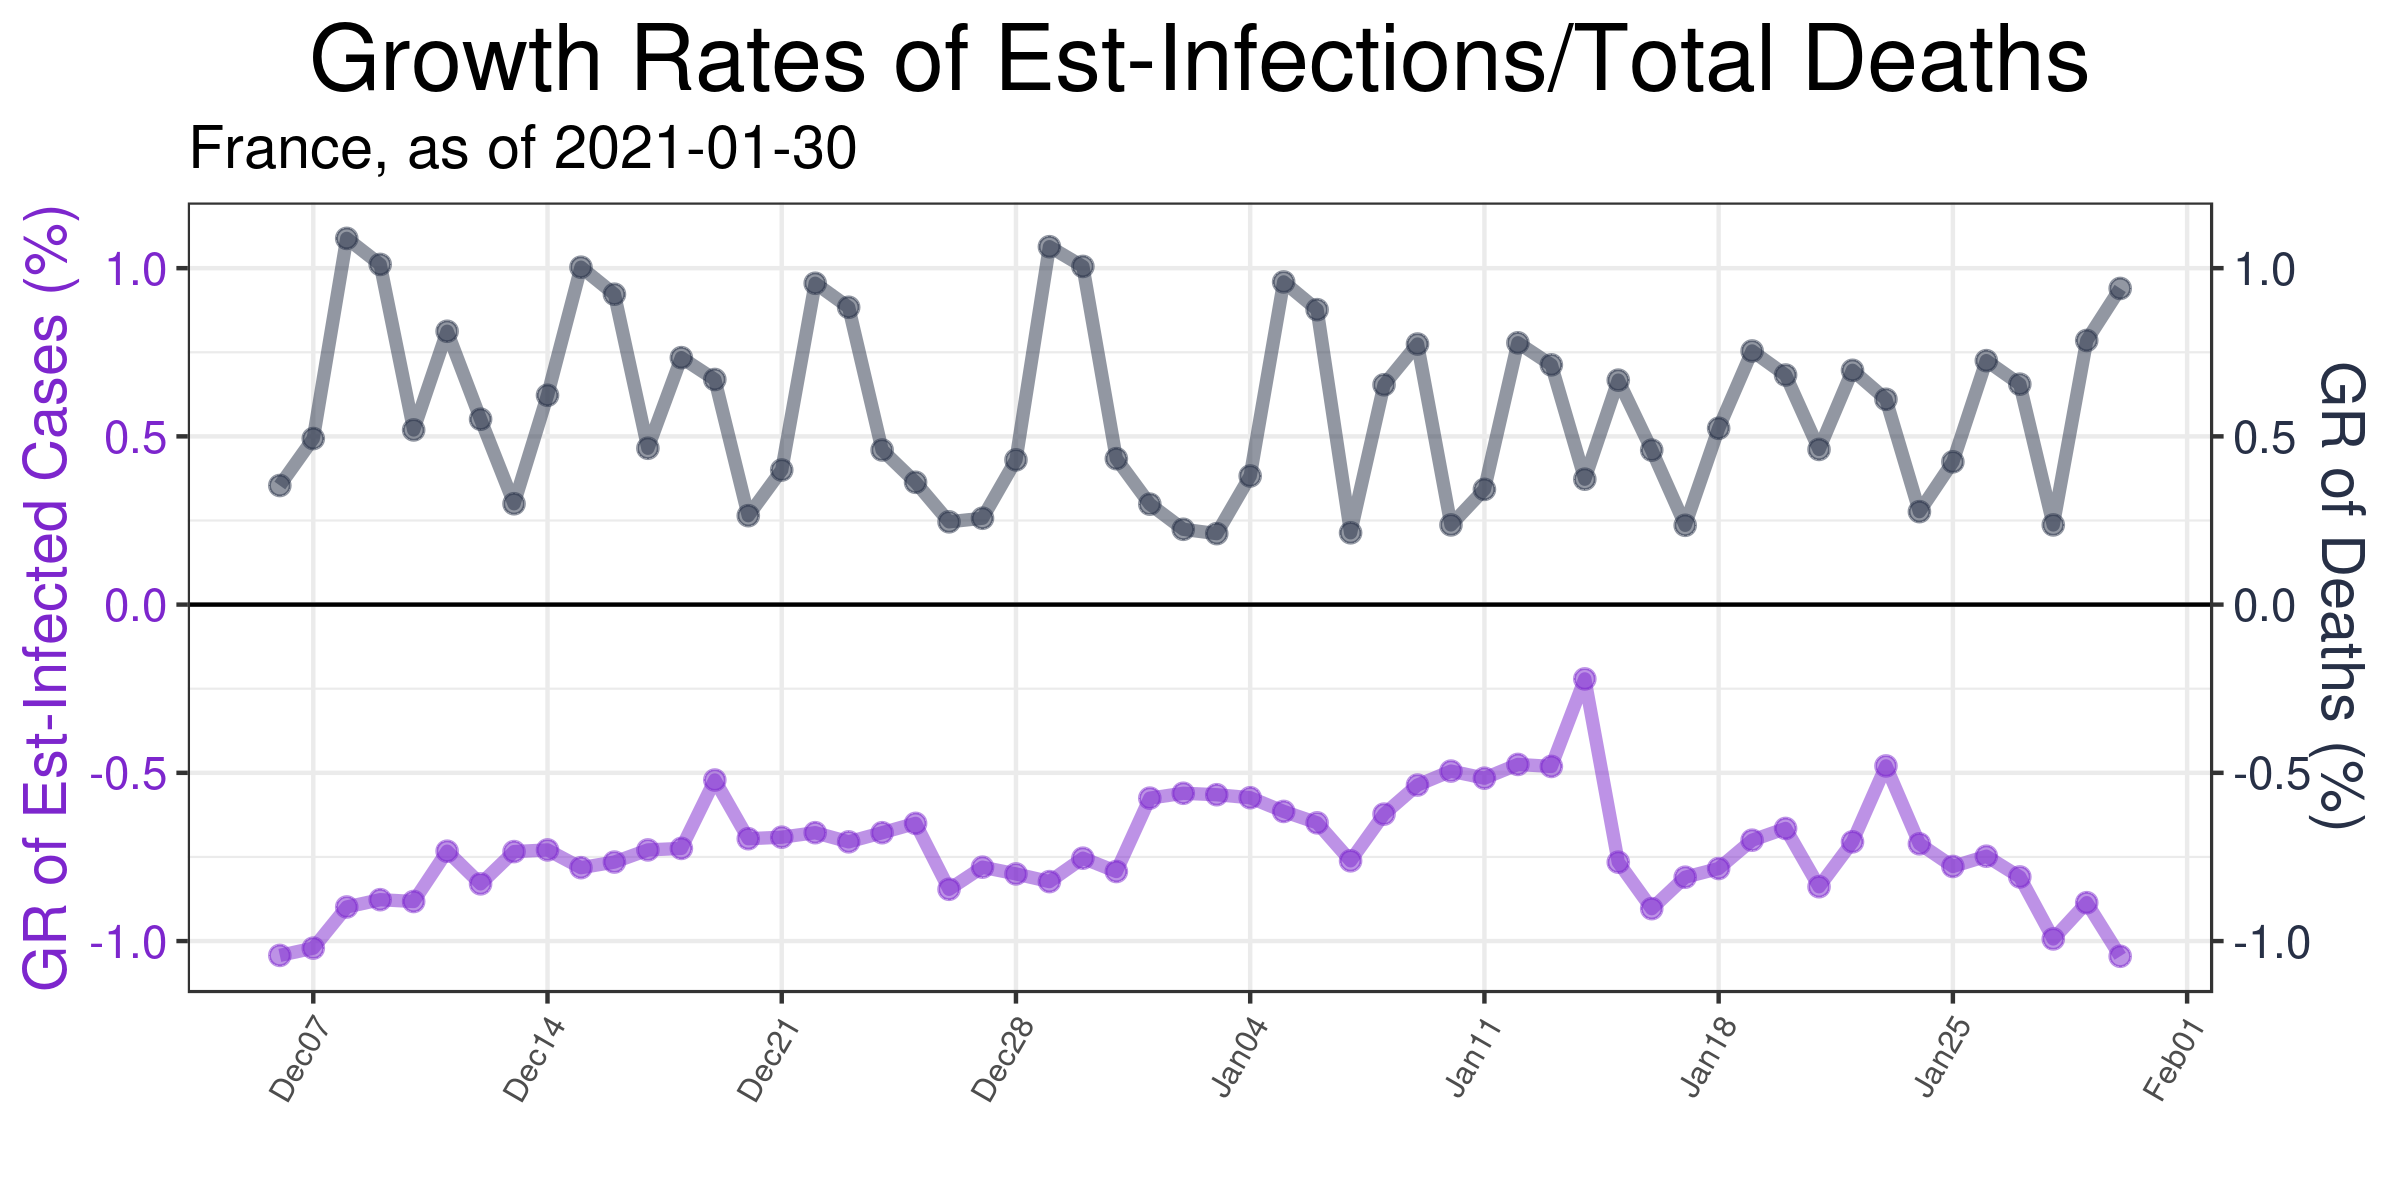 Growth Rates of Est-Infections/Total Deaths
France, as of 2021-01-30
GR of Est-Infected Cases (%)
1.0
0.5
0.0
-0.5
-1.0
1.0
0.5
0.0
-0.5
-1.0
GR of Deaths (%)
Dec07
Dec14
Dec21
Dec28
Jan04
Jan11
Jan18
Jan25
Feb01